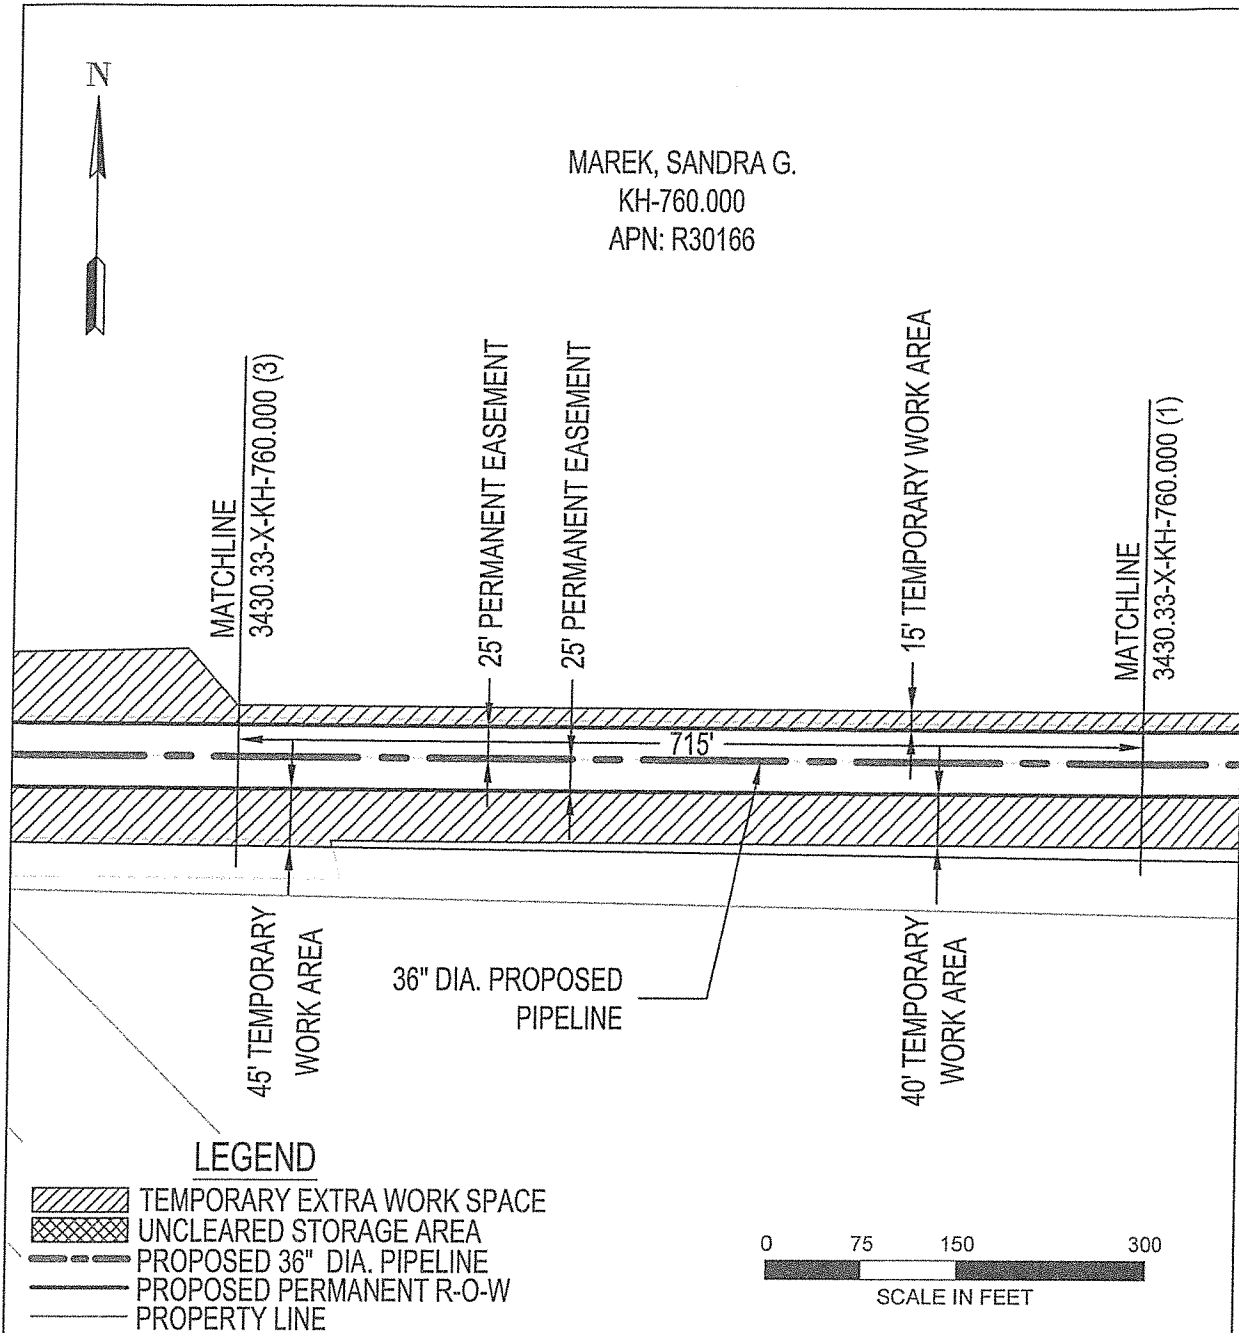 N
MAREK, SANDRA G.
KH-760.000
APN: R30166
MATCHLINE
3430.33-X-KH-760.000 (3)
25' PERMANENT EASEMENT
25' PERMANENT EASEMENT
15' TEMPORARY WORK AREA
MATCHLINE
3430.33-X-KH-760.000 (1)
715'
45' TEMPORARY
WORK AREA
36" DIA. PROPOSED
PIPELINE
40' TEMPORARY
WORK AREA
LEGEND
TEMPORARY EXTRA WORK SPACE
UNCLEARED STORAGE AREA
PROPOSED 36" DIA. PIPELINE
PROPOSED PERMANENT R-O-W
PROPERTY LINE
0 75 150 300
SCALE IN FEET